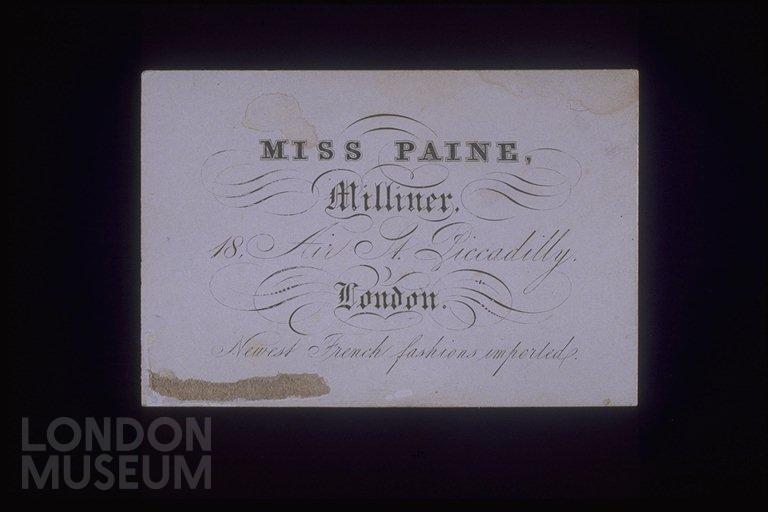 MISS PAINE,
Milliner.
18, Air St. Piccadilly.
London.
Newest French fashions imported.
LONDON
MUSEUM